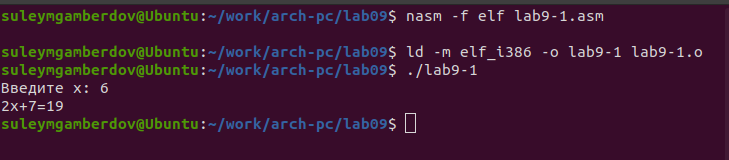 suleymgamberdov@Ubuntu:~/work/arch-pc/lab09$ nasm -f elf lab9-1.asm
suleymgamberdov@Ubuntu:~/work/arch-pc/lab09$ ld -m elf_i386 -o lab9-1 lab9-1.o
suleymgamberdov@Ubuntu:~/work/arch-pc/lab09$ ./lab9-1
Введите x: 6
2x+7=19
suleymgamberdov@Ubuntu:~/work/arch-pc/lab09$